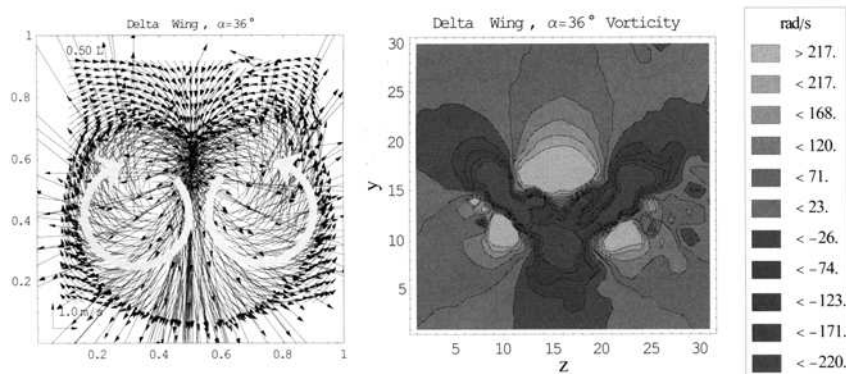 Delta Wing, α=36°
0.50 L
1
0.8
0.6
0.4
0.2
1.0 m/s
0.2 0.4 0.6 0.8 1
Delta Wing, α=36° Vorticity
30
25
20
15
10
5
y
5 10 15 20 25 30
z
rad/s
> 217.
< 217.
< 168.
< 120.
< 71.
< 23.
< -26.
< -74.
< -123.
< -171.
< -220.